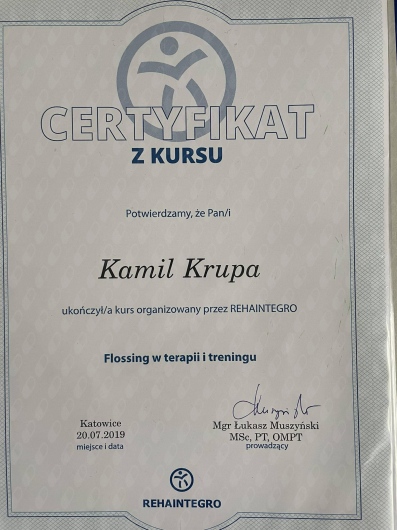 CERTYFIKAT
Z KURSU
Potwierdzamy, że Pan/i
Kamil Krupa
ukończył/a kurs organizowany przez REHAINTEGRO
Flossing w terapii i treningu
Katowice
20.07.2019
miejsce i data
Mgr Łukasz Muszyński
MSc, PT, OMPT
prowadzący
REHAINTEGRO